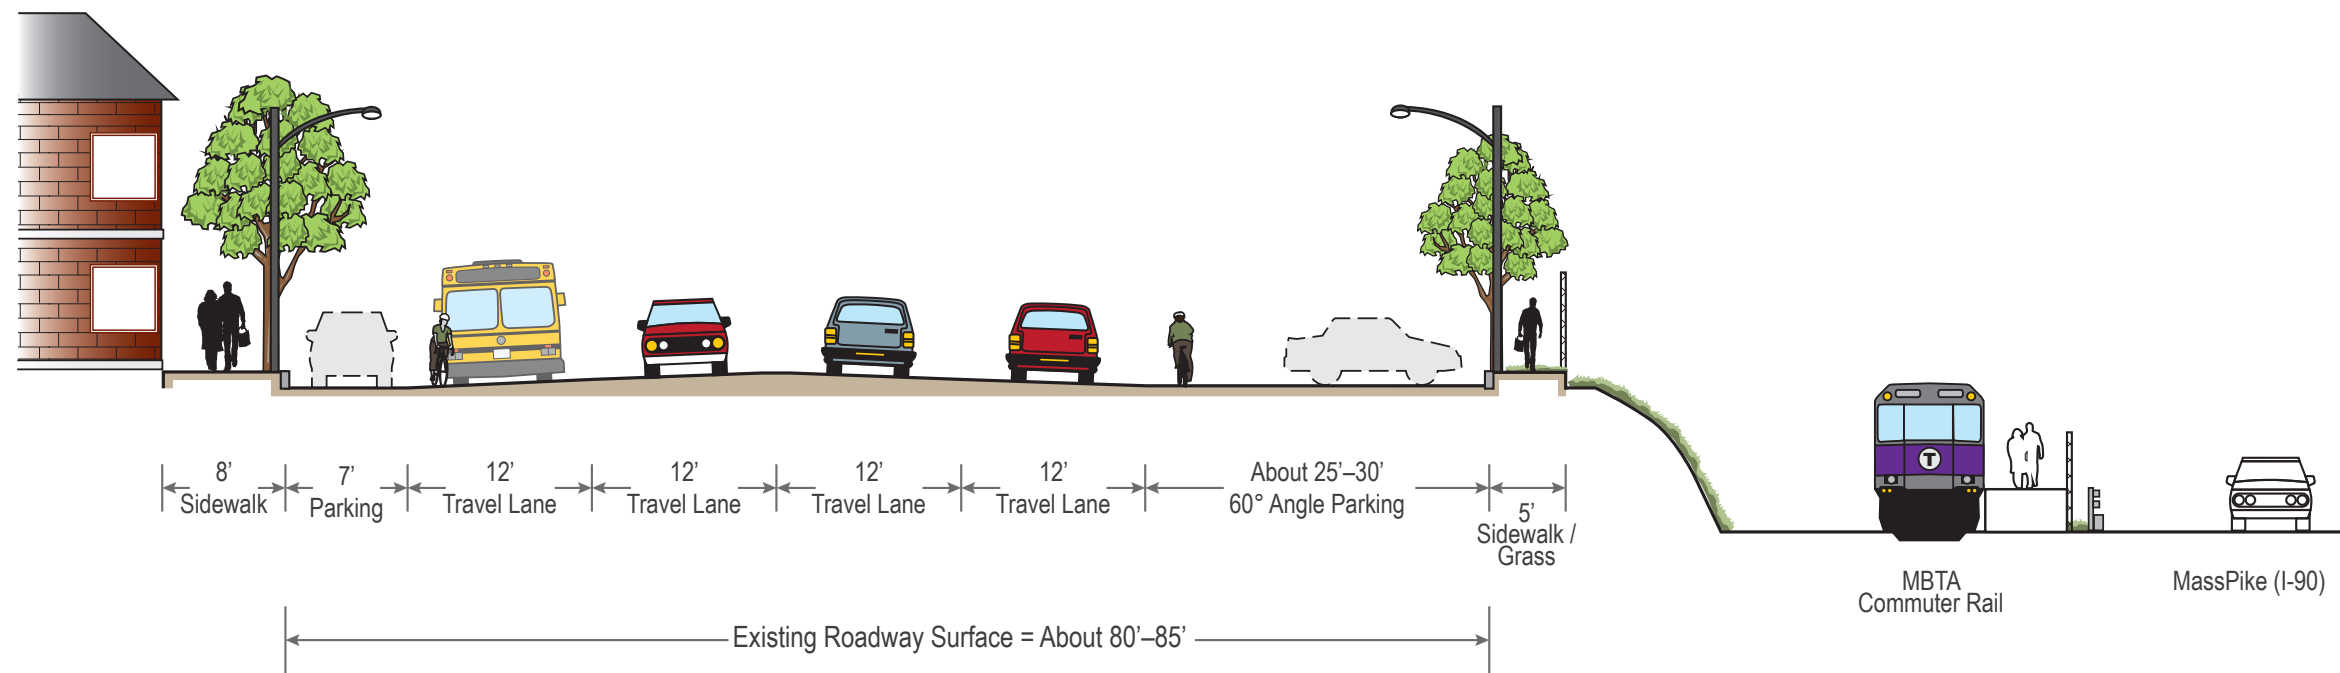 8’
Sidewalk
7’
Parking
12’
Travel Lane
12’
Travel Lane
12’
Travel Lane
12’
Travel Lane
About 25’–30’
60° Angle Parking
5’
Sidewalk /
Grass
T
MBTA
Commuter Rail
MassPike (I-90)
Existing Roadway Surface = About 80’–85’